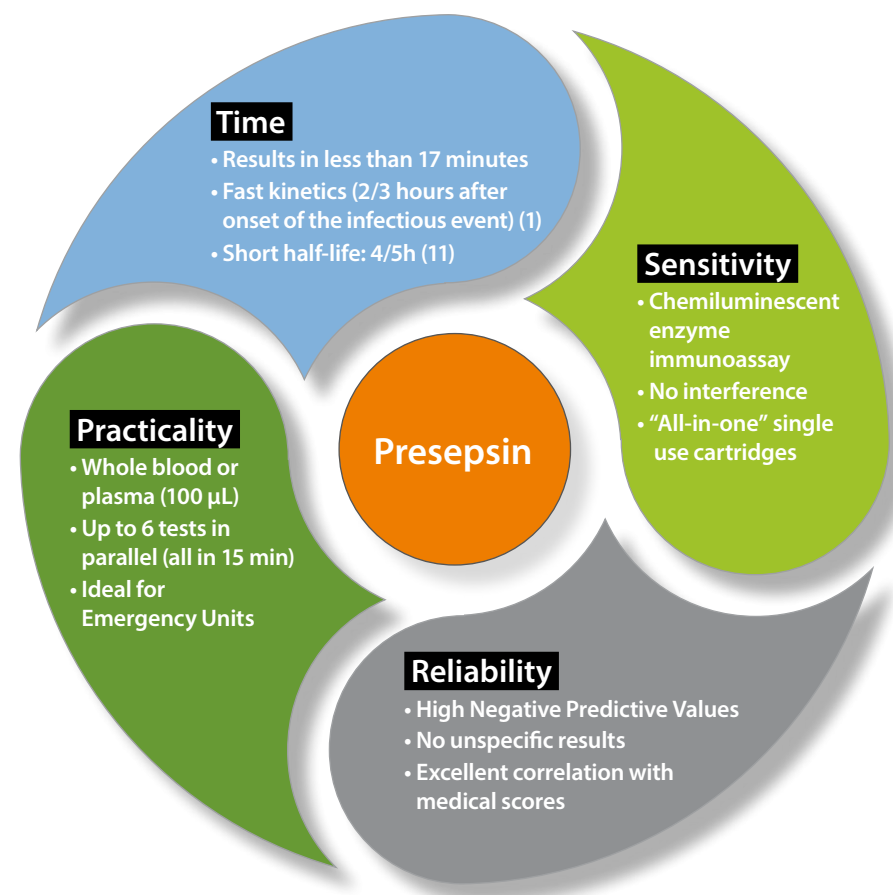 Time
• Results in less than 17 minutes
• Fast kinetics (2/3 hours after
onset of the infectious event) (1)
• Short half-life: 4/5h (11)
Sensitivity
• Chemiluminescent
enzyme
immunoassay
• No interference
• “All-in-one” single
use cartridges
Presepsin
Practicality
• Whole blood or
plasma (100 µL)
• Up to 6 tests in
parallel (all in 15 min)
• Ideal for
Emergency Units
Reliability
• High Negative Predictive Values
• No unspecific results
• Excellent correlation with
medical scores